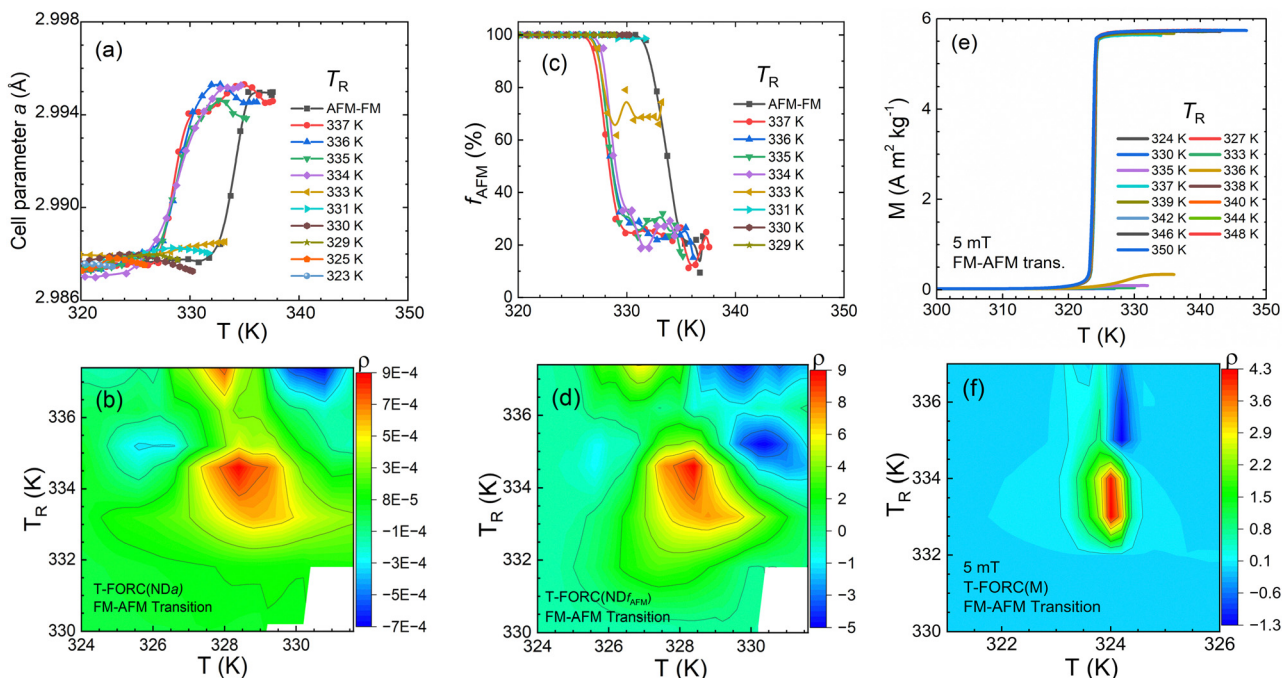 (a)
2.998
2.994
2.990
2.986
Cell parameter a (Å)
320 330 340 350
T (K)
T_R
AFM-FM
337 K
336 K
335 K
334 K
333 K
331 K
330 K
329 K
325 K
323 K
(c)
100
80
60
40
20
0
f_AFM (%)
320 330 340 350
T (K)
T_R
AFM-FM
337 K
336 K
335 K
334 K
333 K
331 K
330 K
329 K
(e)
6
4
2
0
M (A m² kg⁻¹)
300 325 350
T (K)
T_R
324 K 327 K
330 K 333 K
335 K 336 K
337 K 338 K
339 K 340 K
342 K 344 K
346 K 348 K
350 K
5 mT
FM-AFM trans.
(b)
336
334
332
330
T_R (K)
324 326 328 330
T (K)
T-FORC(NDa)
FM-AFM Transition
ρ
9E−4
7E−4
5E−4
3E−4
8E−5
−1E−4
−3E−4
−5E−4
−7E−4
(d)
336
334
332
330
T_R (K)
324 326 328 330
T (K)
T-FORC(NDf_AFM)
FM-AFM Transition
ρ
9
7
6
4
2
0
−2
−3
−5
(f)
336
334
332
330
T_R (K)
322 324 326
T (K)
5 mT
T-FORC(M)
FM-AFM Transition
ρ
4.3
3.6
2.9
2.2
1.5
0.8
0.1
−0.6
−1.3